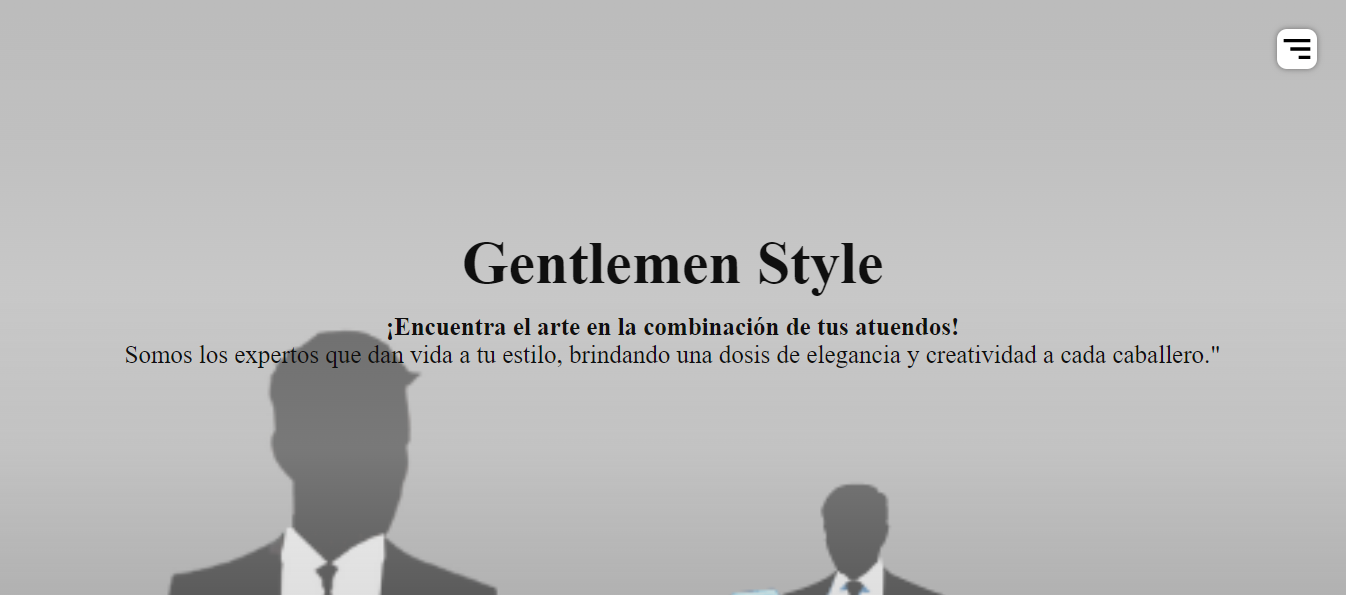 Gentlemen Style
¡Encuentra el arte en la combinación de tus atuendos!
Somos los expertos que dan vida a tu estilo, brindando una dosis de elegancia y creatividad a cada caballero."